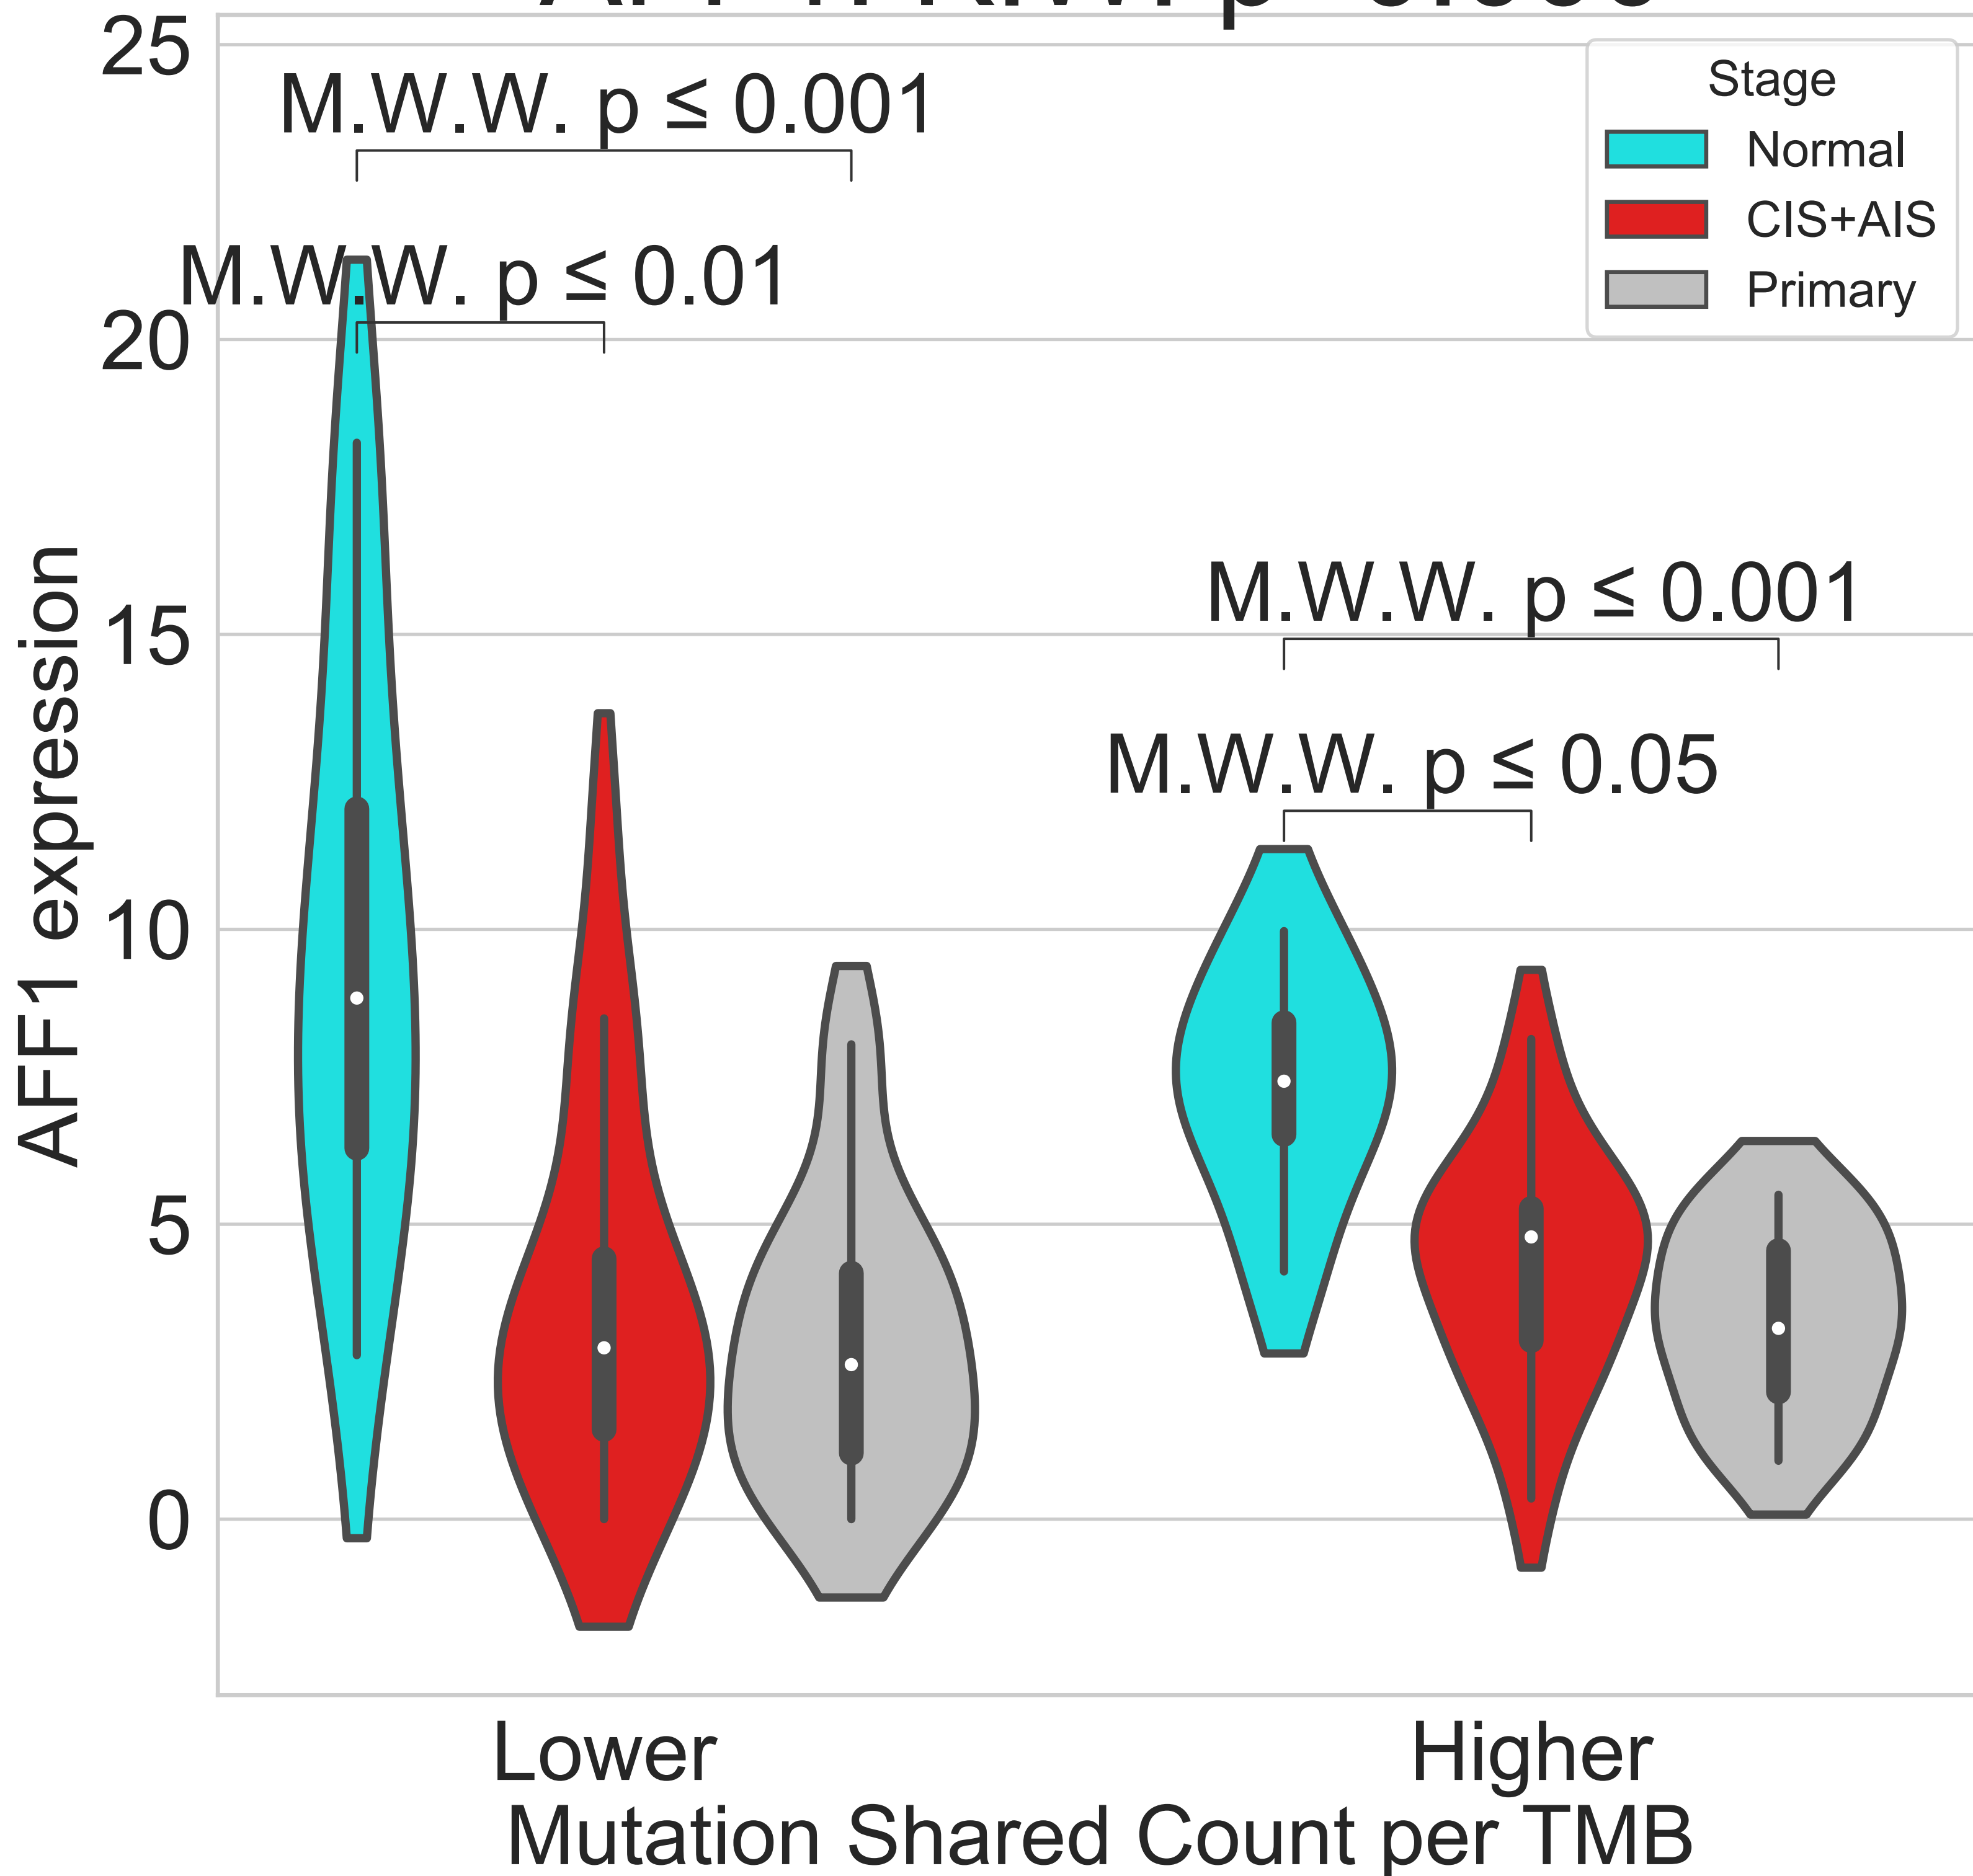 25
M.W.W. p ≤ 0.001
Stage
Normal
CIS+AIS
Primary
M.W.W. p ≤ 0.01
20
M.W.W. p ≤ 0.001
15
M.W.W. p ≤ 0.05
10
5
0
AFF1 expression
Lower
Higher
Mutation Shared Count per TMB